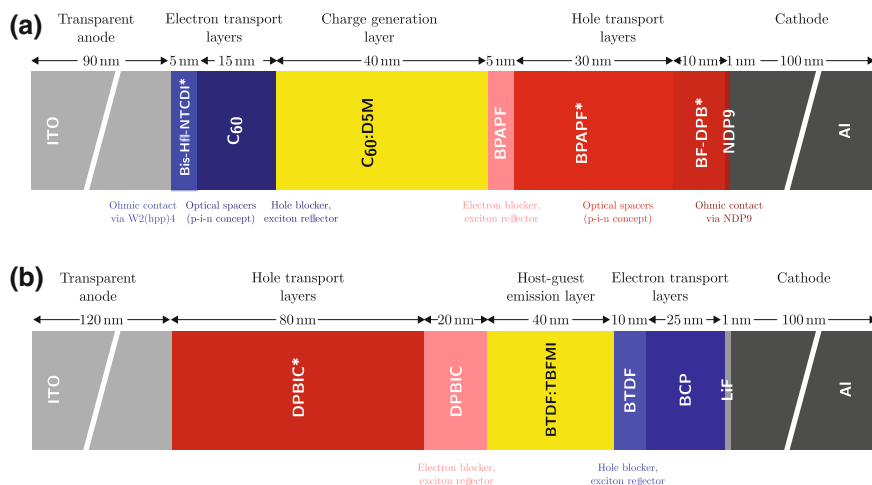 (a)
Transparent
anode
Electron transport
layers
Charge generation
layer
Hole transport
layers
Cathode
90 nm
5 nm
15 nm
40 nm
5 nm
30 nm
10 nm
1 nm
100 nm
ITO
Bis-Hfl-NTCDI*
C60
C60:D5M
BPAPF
BPAPF*
BF-DPB*
NDP9
Al
Ohmic contact
via W2(hpp)4
Optical spacers
(p-i-n concept)
Hole blocker,
exciton reflector
Electron blocker,
exciton reflector
Optical spacers
(p-i-n concept)
Ohmic contact
via NDP9
(b)
Transparent
anode
Hole transport
layers
Host-guest
emission layer
Electron transport
layers
Cathode
120 nm
80 nm
20 nm
40 nm
10 nm
25 nm
1 nm
100 nm
ITO
DPBIC*
DPBIC
BTDF:TBFMI
BTDF
BCP
LiF
Al
Electron blocker,
exciton reflector
Hole blocker,
exciton reflector